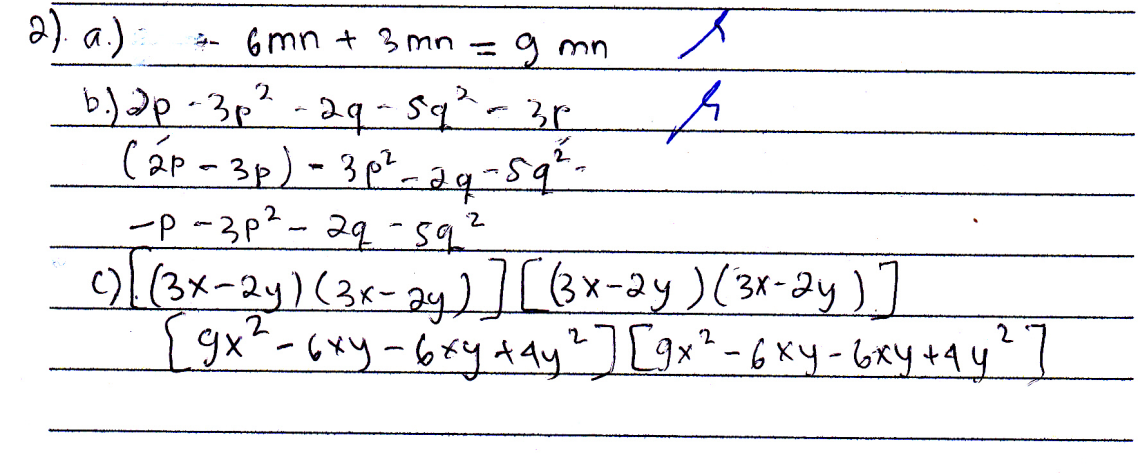 2). a.) - 6mn + 3mn = 9 mn
b.) 2p - 3p² - 2q - 5q² - 3p
(2p - 3p) - 3p² - 2q - 5q² -
-p - 3p² - 2q - 5q²
c) [(3x-2y)(3x-2y)] [(3x-2y)(3x-2y)]
[9x² - 6xy - 6xy + 4y²] [9x² - 6xy - 6xy + 4y²]